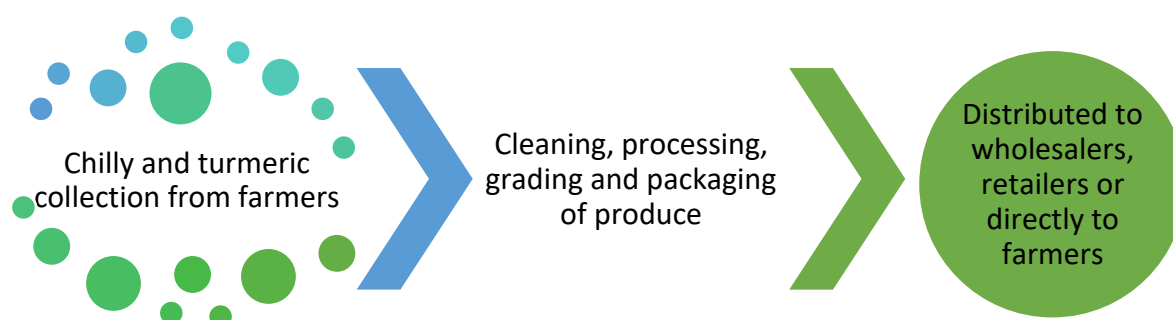 Chilly and turmeric
collection from farmers
Cleaning, processing,
grading and packaging
of produce
Distributed to
wholesalers,
retailers or
directly to
farmers